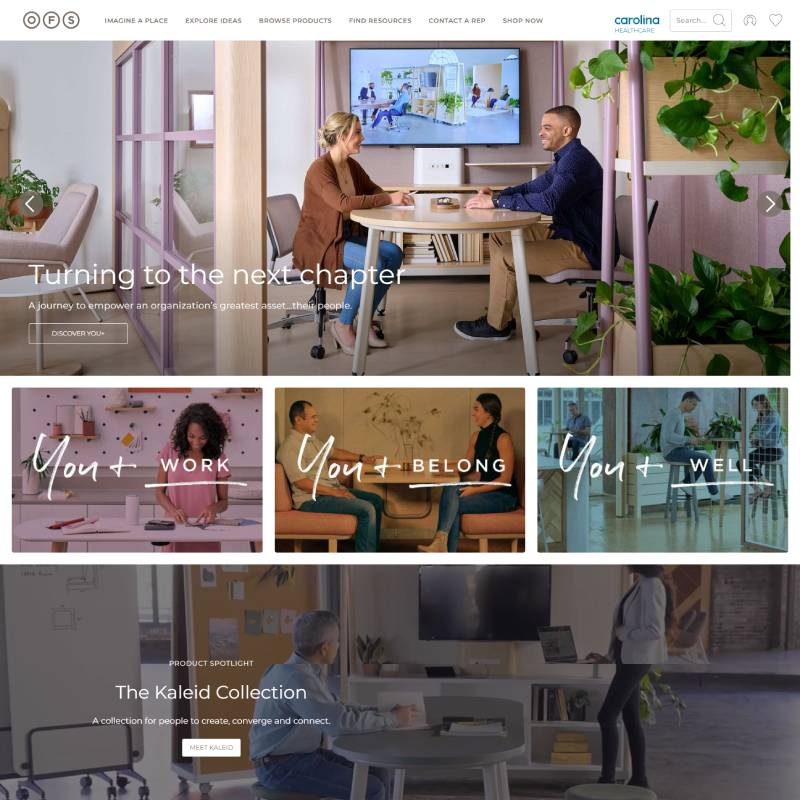 OFS
IMAGINE A PLACE
EXPLORE IDEAS
BROWSE PRODUCTS
FIND RESOURCES
CONTACT A REP
SHOP NOW
carolina
HEALTHCARE
Search...
Turning to the next chapter
A journey to empower an organization's greatest asset...their people.
DISCOVER YOU+
You + WORK
You + BELONG
You + WELL
PRODUCT SPOTLIGHT
The Kaleid Collection
A collection for people to create, converge and connect.
MEET KALEID